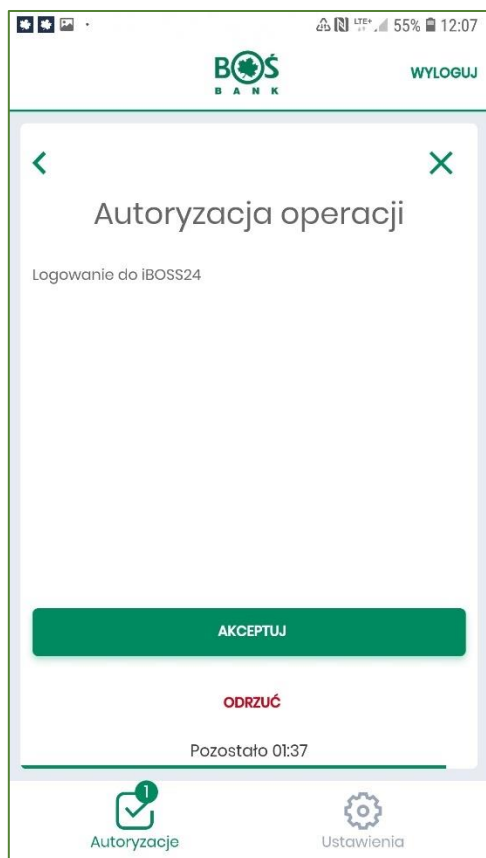 LTE+ 55% 12:07
BOŚ
BANK
WYLOGUJ
Autoryzacja operacji
Logowanie do iBOSS24
AKCEPTUJ
ODRZUĆ
Pozostało 01:37
1
Autoryzacje
Ustawienia